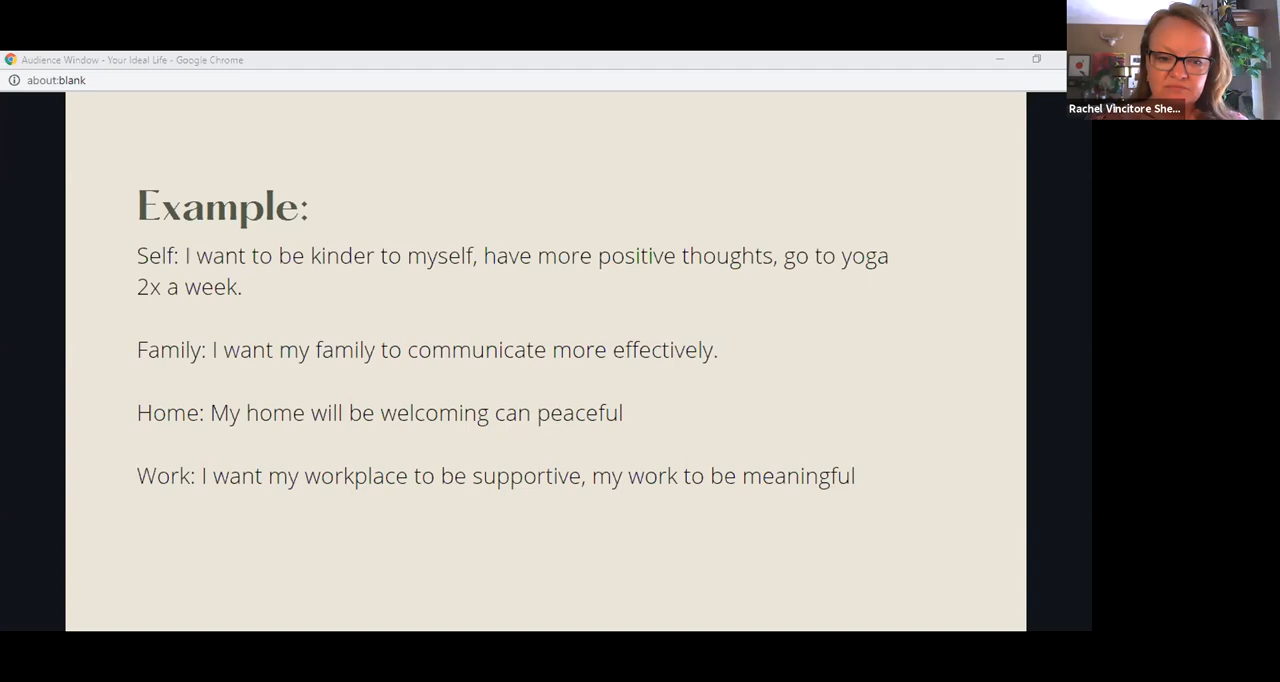 Audience Window - Your Ideal Life - Google Chrome
about:blank
Rachel Vincitore She...
Example:
Self: I want to be kinder to myself, have more positive thoughts, go to yoga
2x a week.
Family: I want my family to communicate more effectively.
Home: My home will be welcoming can peaceful
Work: I want my workplace to be supportive, my work to be meaningful